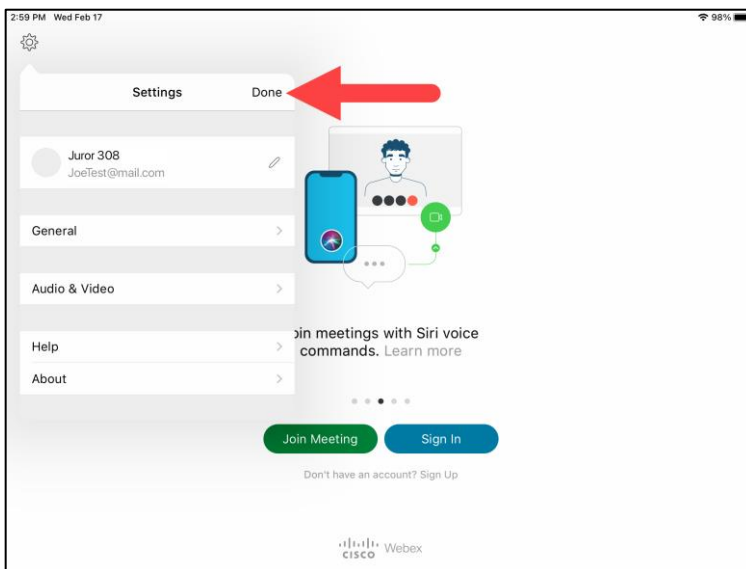 2:59 PM Wed Feb 17
98%
Settings
Done
Juror 308
JoeTest@mail.com
General
Audio & Video
Help
About
oin meetings with Siri voice
commands. Learn more
Join Meeting
Sign In
Don't have an account? Sign Up
CISCO Webex